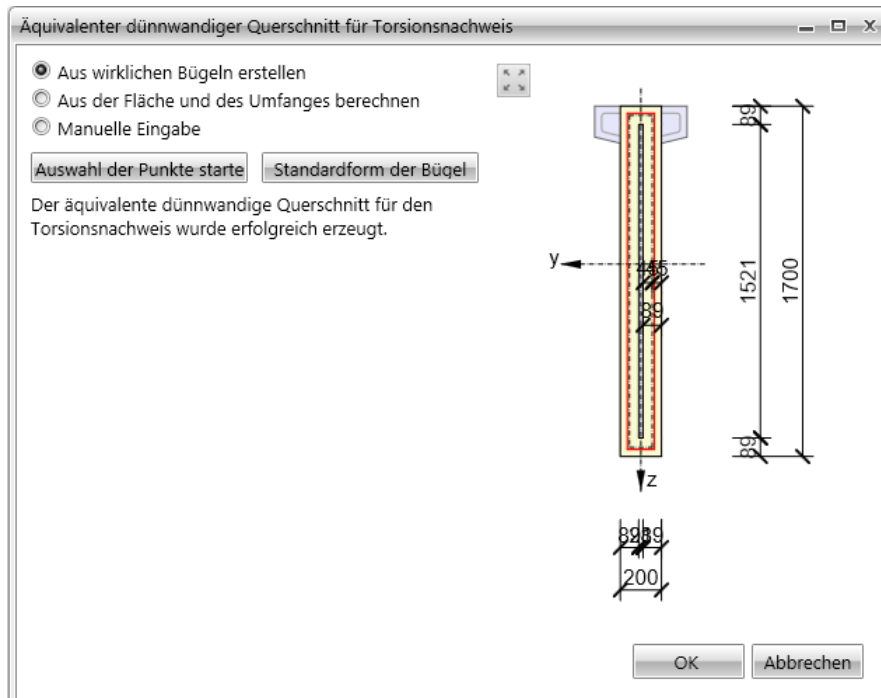 Äquivalenter dünnwandiger Querschnitt für Torsionsnachweis
Aus wirklichen Bügeln erstellen
Aus der Fläche und des Umfanges berechnen
Manuelle Eingabe
Auswahl der Punkte starte
Standardform der Bügel
Der äquivalente dünnwandige Querschnitt für den
Torsionsnachweis wurde erfolgreich erzeugt.
89
1521
1700
89
y
89
z
200
OK
Abbrechen